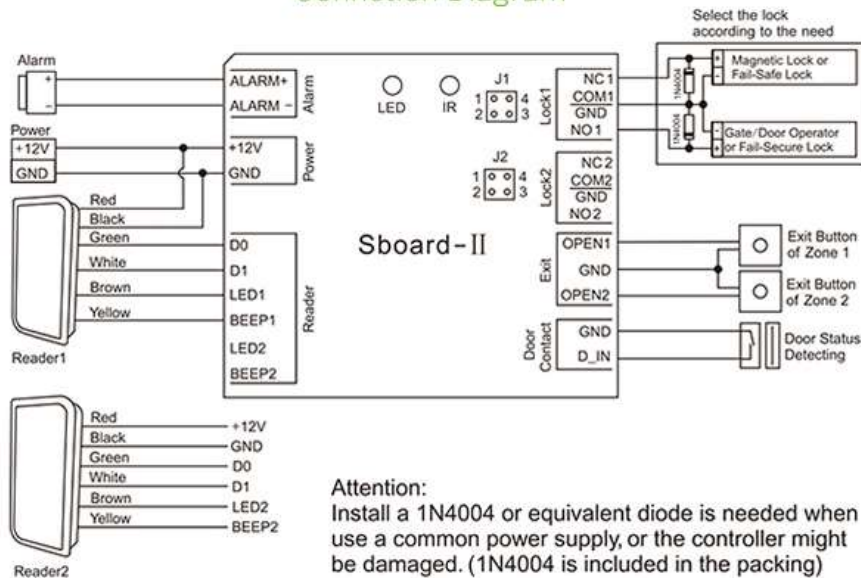 Connection Diagram
Select the lock
according to the need
Alarm
+
−
ALARM+
ALARM −
Alarm
Power
+12V
GND
+12V
GND
Power
LED
IR
J1
1 4
2 3
J2
1 4
2 3
NC1
COM1
GND
NO1
Lock1
NC2
COM2
GND
NO2
Lock2
1N4004
1N4004
+
-
Magnetic Lock or
Fail-Safe Lock
-
+
Gate/Door Operator
or Fail-Secure Lock
Red
Black
Green
White
Brown
Yellow
Reader1
D0
D1
LED1
BEEP1
LED2
BEEP2
Reader
Sboard-II
OPEN1
GND
OPEN2
Exit
Exit Button
of Zone 1
Exit Button
of Zone 2
GND
D_IN
Door
Contact
Door Status
Detecting
Red
Black
Green
White
Brown
Yellow
+12V
GND
D0
D1
LED2
BEEP2
Reader2
Attention:
Install a 1N4004 or equivalent diode is needed when
use a common power supply, or the controller might
be damaged. (1N4004 is included in the packing)